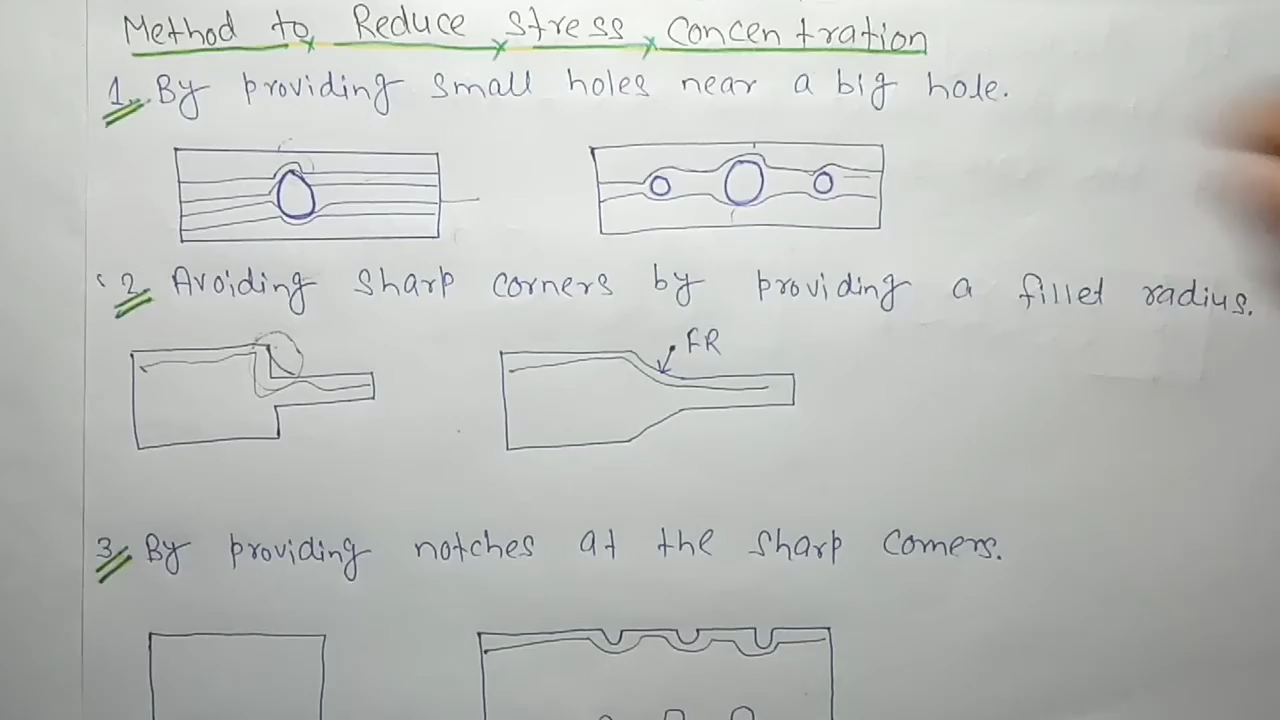 Method to Reduce Stress Concentration
1. By providing small holes near a big hole.
2. Avoiding sharp corners by providing a fillet radius.
FR
3. By providing notches at the sharp corners.